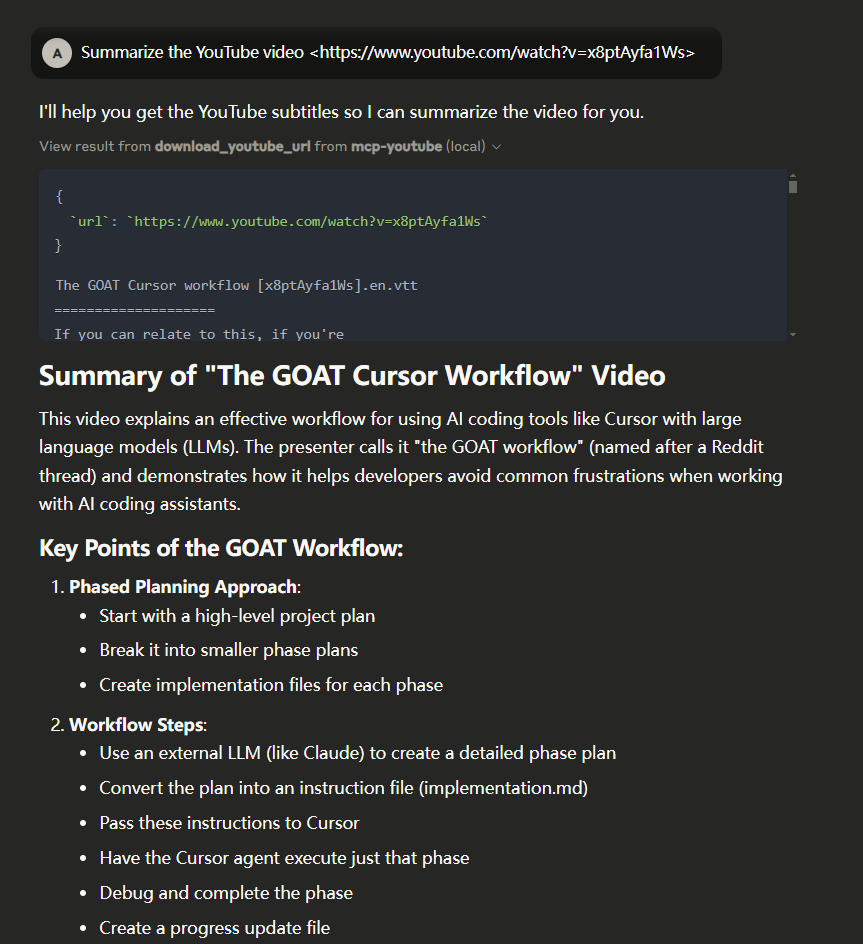 A Summarize the YouTube video <https://www.youtube.com/watch?v=x8ptAyfa1Ws>
I'll help you get the YouTube subtitles so I can summarize the video for you.
View result from download_youtube_url from mcp-youtube (local)
{
`url`: `https://www.youtube.com/watch?v=x8ptAyfa1Ws`
}
The GOAT Cursor workflow [x8ptAyfa1Ws].en.vtt
====================
If you can relate to this, if you're
Summary of "The GOAT Cursor Workflow" Video
This video explains an effective workflow for using AI coding tools like Cursor with large
language models (LLMs). The presenter calls it "the GOAT workflow" (named after a Reddit
thread) and demonstrates how it helps developers avoid common frustrations when working
with AI coding assistants.
Key Points of the GOAT Workflow:
1. Phased Planning Approach:
• Start with a high-level project plan
• Break it into smaller phase plans
• Create implementation files for each phase
2. Workflow Steps:
• Use an external LLM (like Claude) to create a detailed phase plan
• Convert the plan into an instruction file (implementation.md)
• Pass these instructions to Cursor
• Have the Cursor agent execute just that phase
• Debug and complete the phase
• Create a progress update file